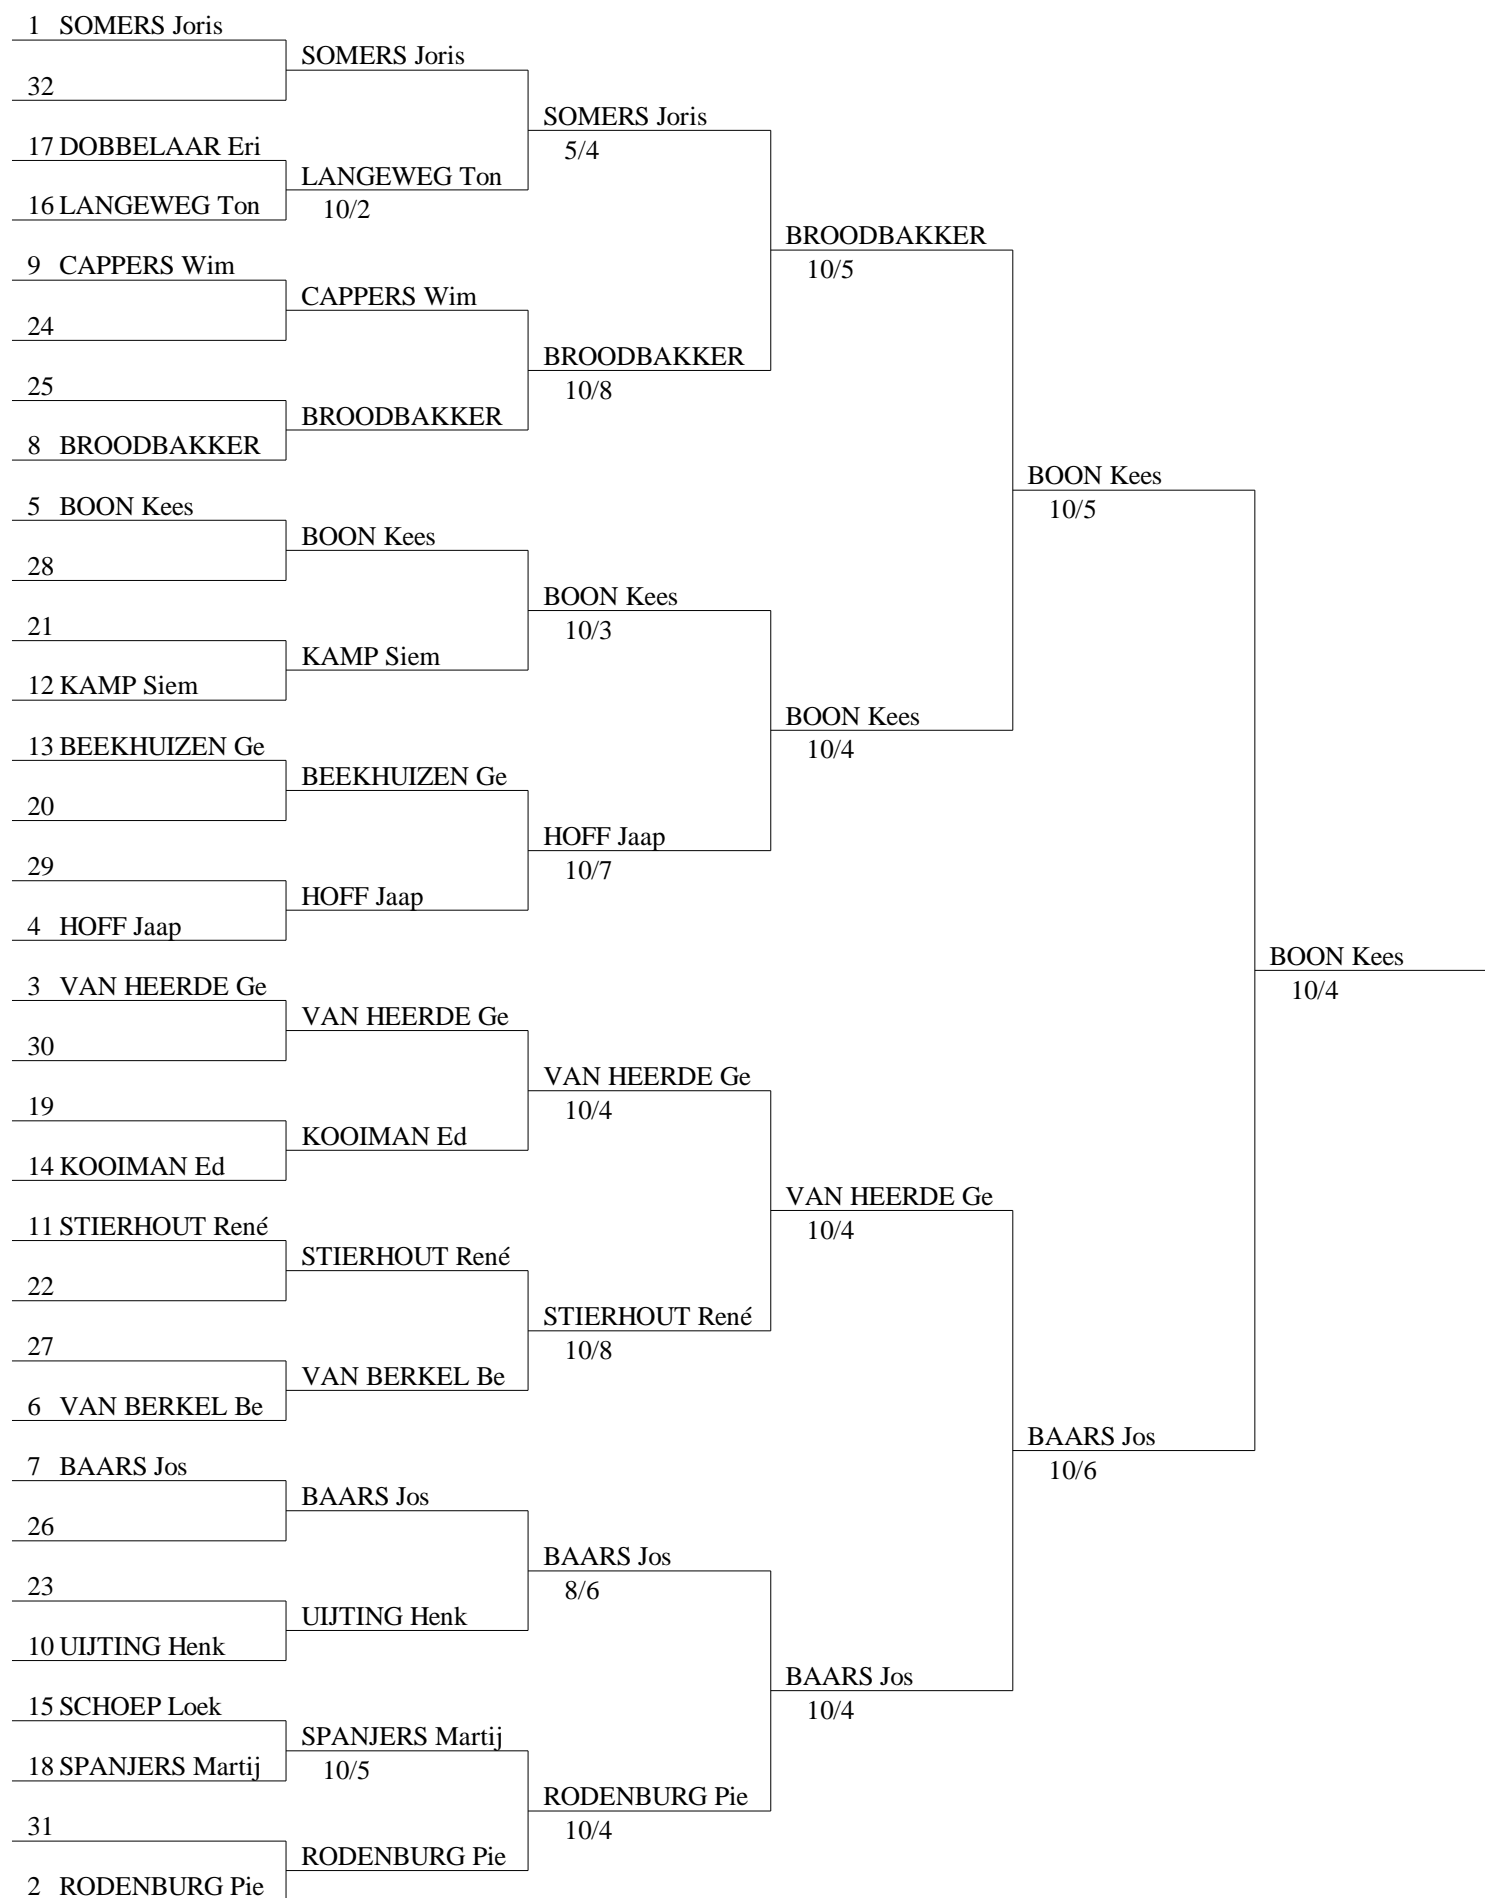 1 SOMERS Joris
SOMERS Joris
32
SOMERS Joris
5/4
17 DOBBELAAR Eri
LANGEWEG Ton
10/2
16 LANGEWEG Ton
BROODBAKKER
10/5
9 CAPPERS Wim
CAPPERS Wim
24
BROODBAKKER
10/8
25
BROODBAKKER
8 BROODBAKKER
BOON Kees
10/5
5 BOON Kees
BOON Kees
28
BOON Kees
10/3
21
KAMP Siem
12 KAMP Siem
BOON Kees
10/4
13 BEEKHUIZEN Ge
BEEKHUIZEN Ge
20
HOFF Jaap
10/7
29
HOFF Jaap
4 HOFF Jaap
BOON Kees
10/4
3 VAN HEERDE Ge
VAN HEERDE Ge
30
VAN HEERDE Ge
10/4
19
KOOIMAN Ed
14 KOOIMAN Ed
VAN HEERDE Ge
10/4
11 STIERHOUT René
STIERHOUT René
22
STIERHOUT René
10/8
27
VAN BERKEL Be
6 VAN BERKEL Be
BAARS Jos
10/6
7 BAARS Jos
BAARS Jos
26
BAARS Jos
8/6
23
UIJTING Henk
10 UIJTING Henk
BAARS Jos
10/4
15 SCHOEP Loek
SPANJERS Martij
10/5
18 SPANJERS Martij
RODENBURG Pie
10/4
31
RODENBURG Pie
2 RODENBURG Pie